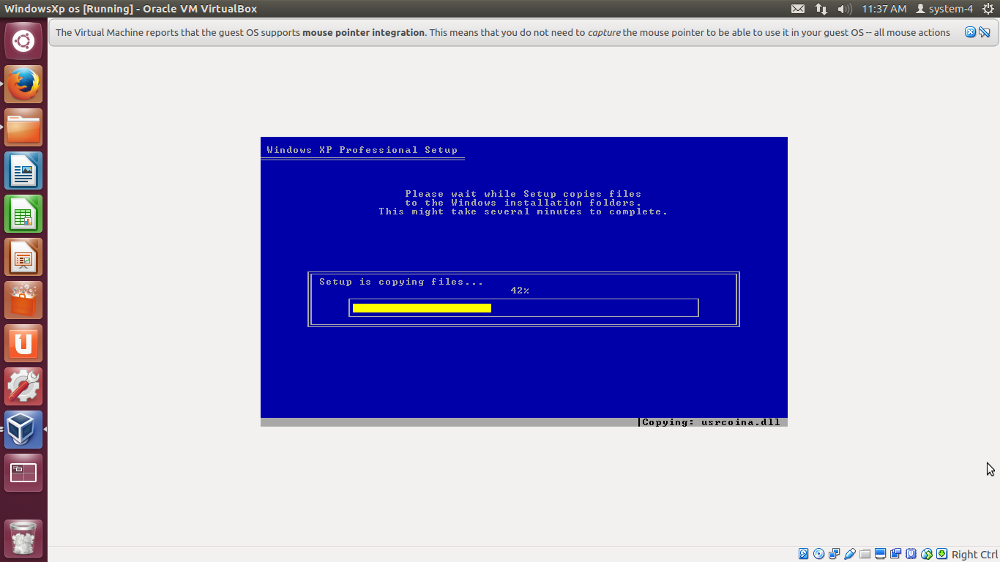 WindowsXp os [Running] - Oracle VM VirtualBox
11:37 AM
system-4
The Virtual Machine reports that the guest OS supports mouse pointer integration. This means that you do not need to capture the mouse pointer to be able to use it in your guest OS -- all mouse actions
Windows XP Professional Setup
Please wait while Setup copies files
to the Windows installation folders.
This might take several minutes to complete.
Setup is copying files...
42%
Copying: usrcoina.dll
Right Ctrl